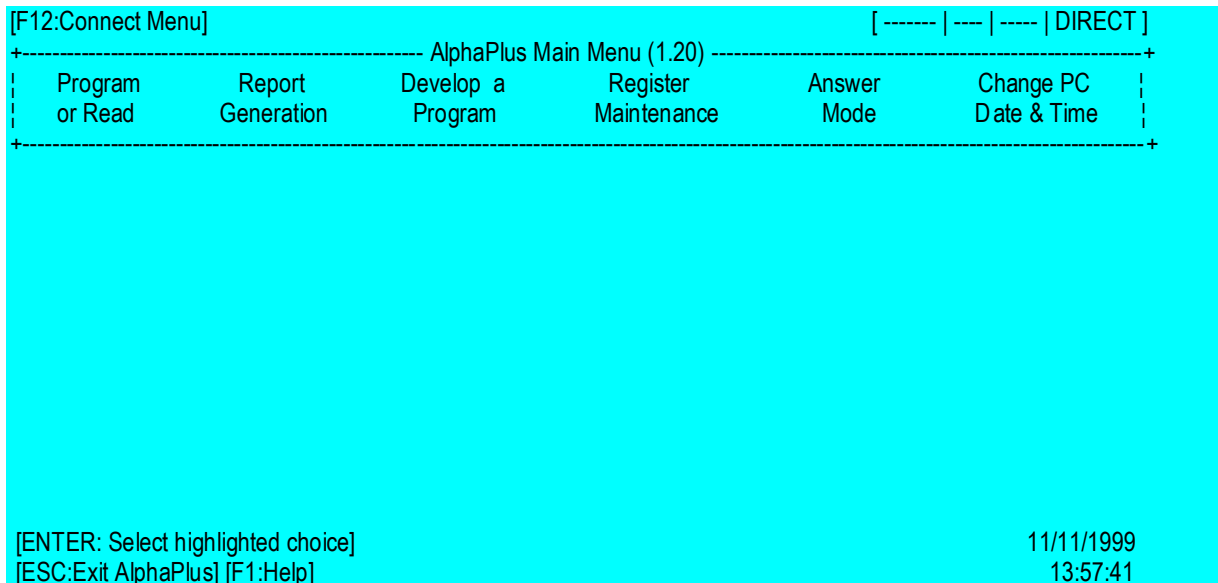 [F12:Connect Menu] [ ------- | ---- | ----- | DIRECT ]
+------------------------------------------------------ AlphaPlus Main Menu (1.20) ----------------------------------------------------------+
¦ Program Report Develop a Register Answer Change PC ¦
¦ or Read Generation Program Maintenance Mode Date & Time ¦
+------------------------------------------------------------------------------------------------------------------------------------------------------+
[ENTER: Select highlighted choice] 11/11/1999
[ESC:Exit AlphaPlus] [F1:Help] 13:57:41